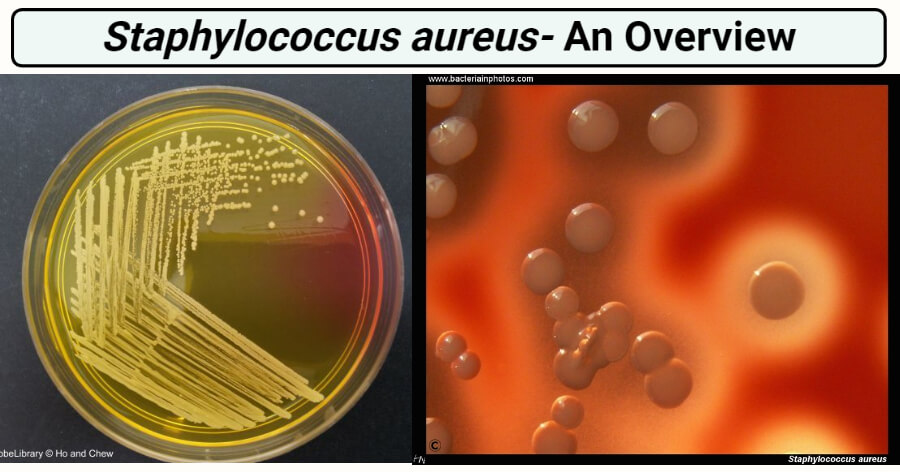 Staphylococcus aureus- An Overview
www.bacteriainphotos.com
obeLibrary © Ho and Chew
©
Staphylococcus aureus